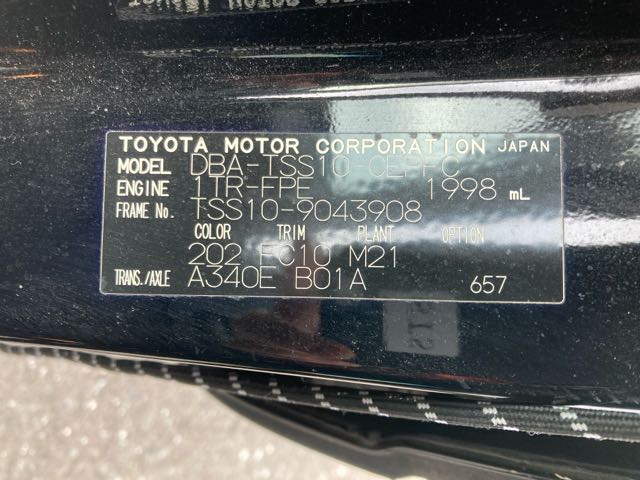 TOYOTA MOTOR CORPORATION JAPAN
MODEL DBA-TSS10-CEPFC
ENGINE 1TR-FPE 1998 mL
FRAME No. TSS10-9043908
COLOR TRIM PLANT OPTION
202 FC10 M21
TRANS./AXLE A340E B01A 657